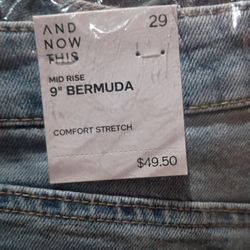 AND
NOW
THIS
29
MID RISE
9" BERMUDA
COMFORT STRETCH
$49.50